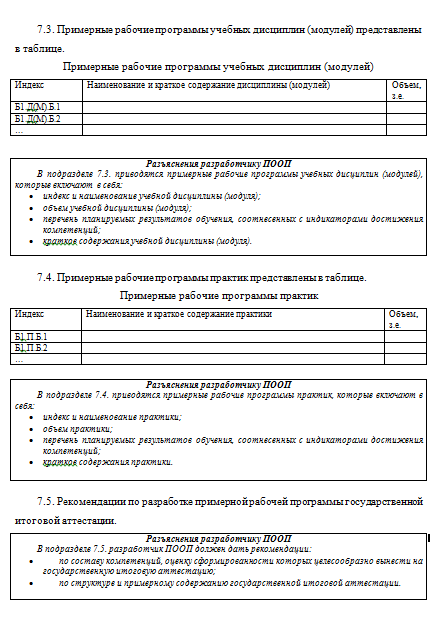 7.3. Примерные рабочие программы учебных дисциплин (модулей) представлены
в таблице.
Примерные рабочие программы учебных дисциплин (модулей)
Индекс Наименование и краткое содержание дисциплины (модулей) Объем,
з.е.
Б1.Д(М).Б.1
Б1.Д(М).Б.2
...
Разъяснения разработчику ПООП
В подразделе 7.3. приводятся примерные рабочие программы учебных дисциплин (модулей),
которые включают в себя:
• индекс и наименование учебной дисциплины (модуля);
• объем учебной дисциплины (модуля);
• перечень планируемых результатов обучения, соотнесенных с индикаторами достижения
компетенций;
• краткое содержания учебной дисциплины (модуля).
7.4. Примерные рабочие программы практик представлены в таблице.
Примерные рабочие программы практик
Индекс Наименование и краткое содержание практики Объем,
з.е.
Б1.П.Б.1
Б1.П.Б.2
...
Разъяснения разработчику ПООП
В подразделе 7.4. приводятся примерные рабочие программы практик, которые включают в
себя:
• индекс и наименование практики;
• объем практики;
• перечень планируемых результатов обучения, соотнесенных с индикаторами достижения
компетенций;
• краткое содержания практики.
7.5. Рекомендации по разработке примерной рабочей программы государственной
итоговой аттестации.
Разъяснения разработчику ПООП
В подразделе 7.5. разработчик ПООП должен дать рекомендации:
• по составу компетенций, оценку сформированности которых целесообразно вынести на
государственную итоговую аттестацию;
• по структуре и примерному содержанию государственной итоговой аттестации.